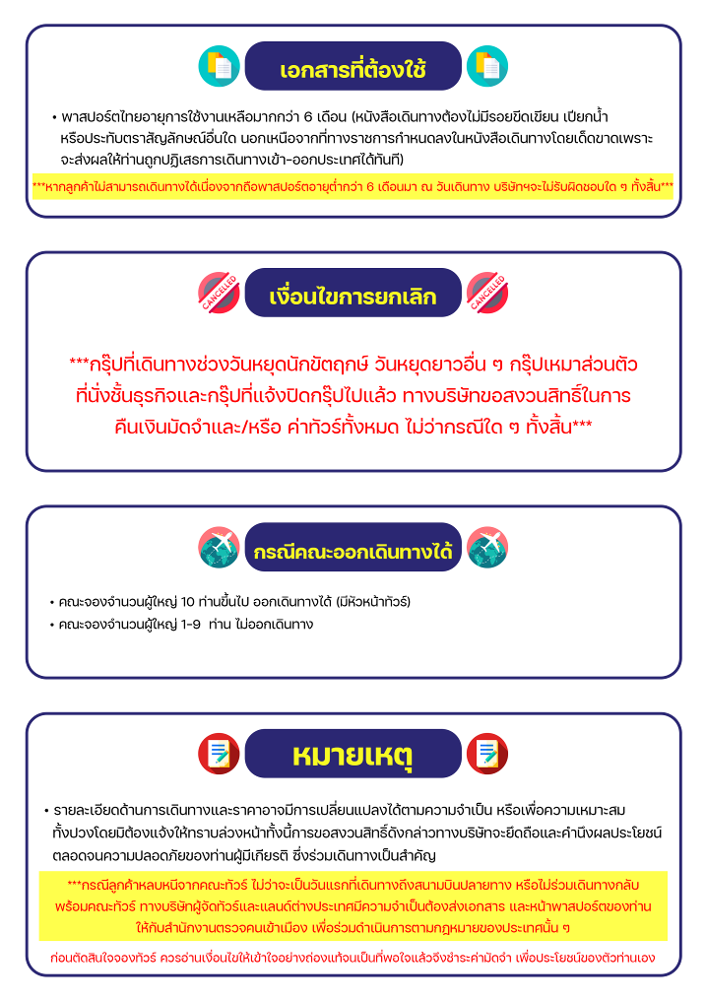 เอกสารที่ต้องใช้
• พาสปอร์ตไทยอายุการใช้งานเหลือมากกว่า 6 เดือน (หนังสือเดินทางต้องไม่มีรอยขีดเขียน เปียกน้ำ
หรือประทับตราสัญลักษณ์อื่นใด นอกเหนือจากที่ทางราชการกำหนดลงในหนังสือเดินทางโดยเด็ดขาดเพราะ
จะส่งผลให้ท่านถูกปฏิเสธการเดินทางเข้า-ออกประเทศได้ทันที)
***หากลูกค้าไม่สามารถเดินทางได้เนื่องจากถือพาสปอร์ตอายุต่ำกว่า 6 เดือนมา ณ วันเดินทาง บริษัทฯจะไม่รับผิดชอบใด ๆ ทั้งสิ้น***
CANCELLED
เงื่อนไขการยกเลิก
CANCELLED
***กรุ๊ปที่เดินทางช่วงวันหยุดนักขัตฤกษ์ วันหยุดยาวอื่น ๆ กรุ๊ปเหมาส่วนตัว
ที่นั่งชั้นธุรกิจและกรุ๊ปที่แจ้งปิดกรุ๊ปไปแล้ว ทางบริษัทขอสงวนสิทธิ์ในการ
คืนเงินมัดจำและ/หรือ ค่าทัวร์ทั้งหมด ไม่ว่ากรณีใด ๆ ทั้งสิ้น***
กรณีคณะออกเดินทางได้
• คณะจองจำนวนผู้ใหญ่ 10 ท่านขึ้นไป ออกเดินทางได้ (มีหัวหน้าทัวร์)
• คณะจองจำนวนผู้ใหญ่ 1-9 ท่าน ไม่ออกเดินทาง
หมายเหตุ
• รายละเอียดด้านการเดินทางและราคาอาจมีการเปลี่ยนแปลงได้ตามความจำเป็น หรือเพื่อความเหมาะสม
ทั้งปวงโดยมิต้องแจ้งให้ทราบล่วงหน้าทั้งนี้การขอสงวนสิทธิ์ดังกล่าวทางบริษัทจะยึดถือและคำนึงผลประโยชน์
ตลอดจนความปลอดภัยของท่านผู้มีเกียรติ ซึ่งร่วมเดินทางเป็นสำคัญ
***กรณีลูกค้าหลบหนีจากคณะทัวร์ ไม่ว่าจะเป็นวันแรกที่เดินทางถึงสนามบินปลายทาง หรือไม่ร่วมเดินทางกลับ
พร้อมคณะทัวร์ ทางบริษัทผู้จัดทัวร์และแลนด์ต่างประเทศมีความจำเป็นต้องส่งเอกสาร และหน้าพาสปอร์ตของท่าน
ให้กับสำนักงานตรวจคนเข้าเมือง เพื่อร่วมดำเนินการตามกฎหมายของประเทศนั้น ๆ
ก่อนตัดสินใจจองทัวร์ ควรอ่านเงื่อนไขให้เข้าใจอย่างถ่องแท้จนเป็นที่พอใจแล้วจึงชำระค่ามัดจำ เพื่อประโยชน์ของตัวท่านเอง